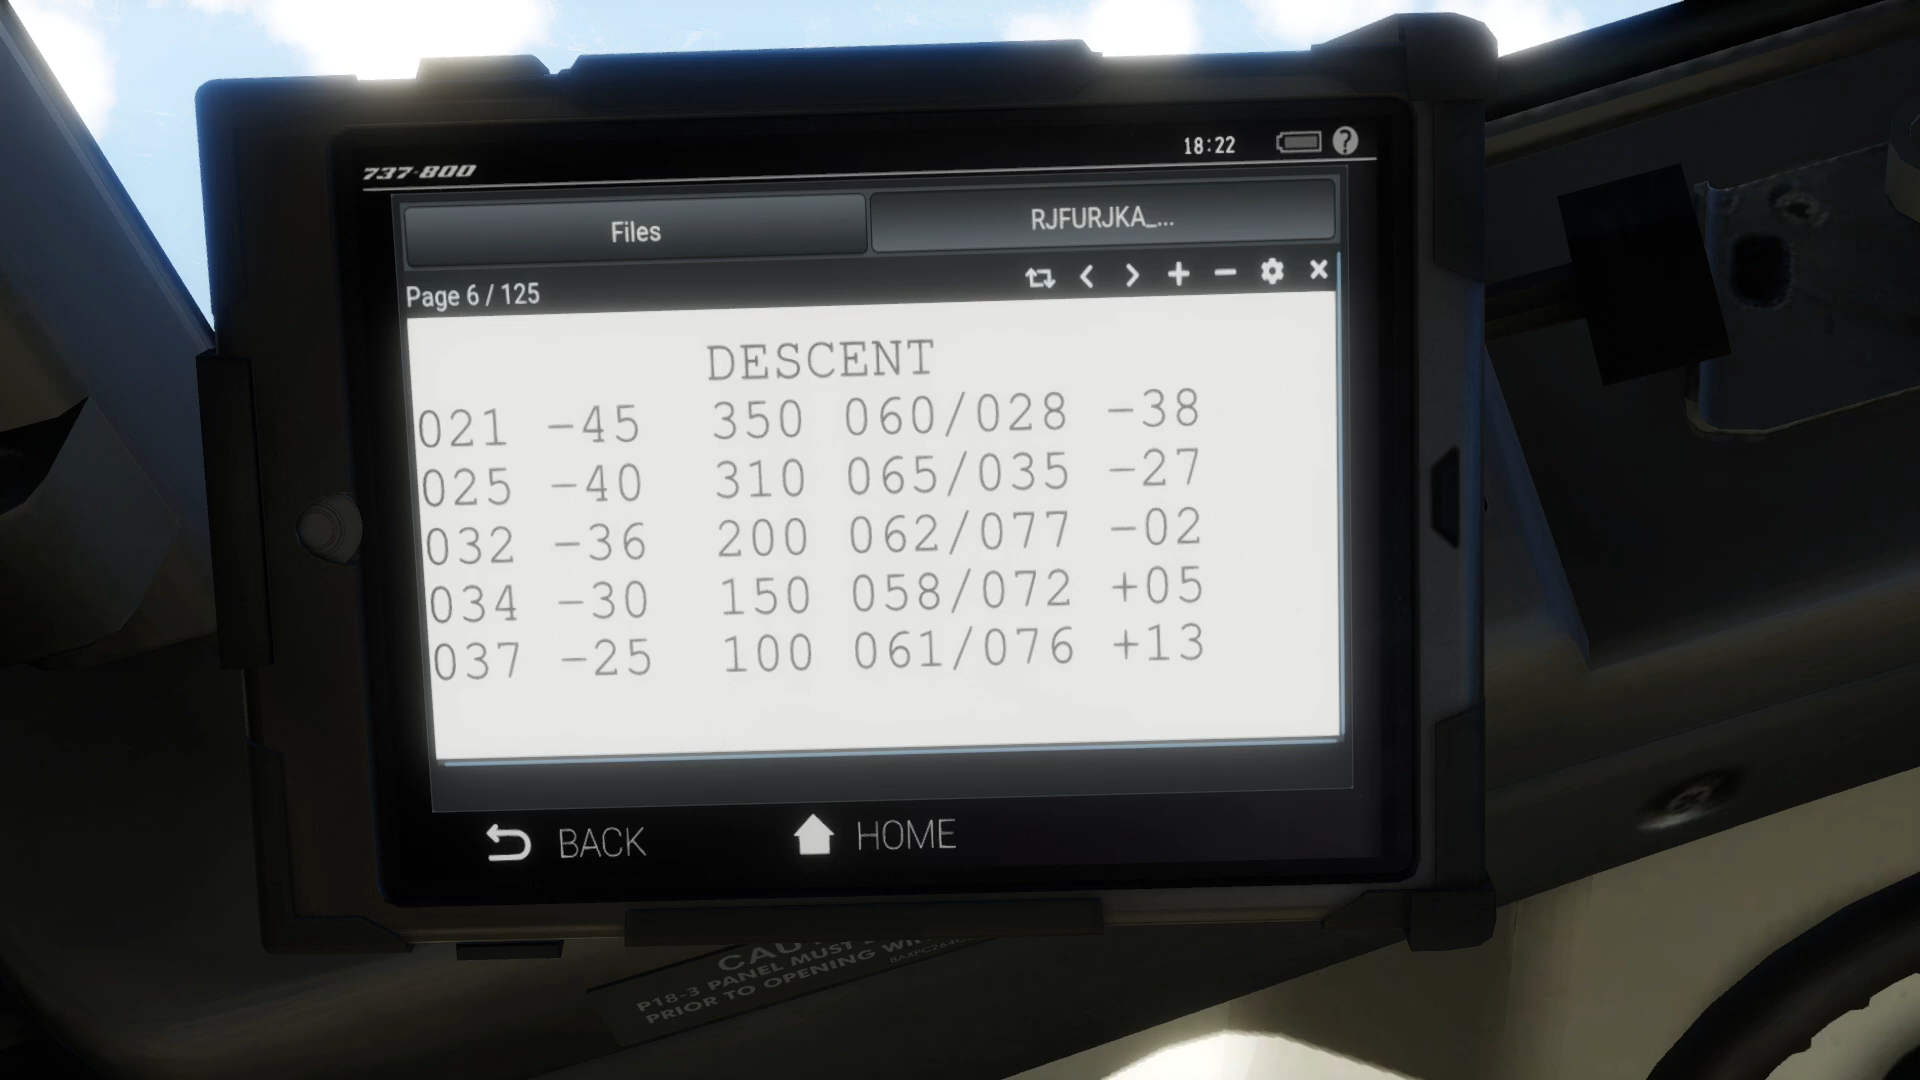 18:22
737-800
Files
RJFURJKA_...
Page 6 / 125
DESCENT
021 -45 350 060/028 -38
025 -40 310 065/035 -27
032 -36 200 062/077 -02
034 -30 150 058/072 +05
037 -25 100 061/076 +13
BACK
HOME
P18-3 PANEL MUST
PRIOR TO OPENING